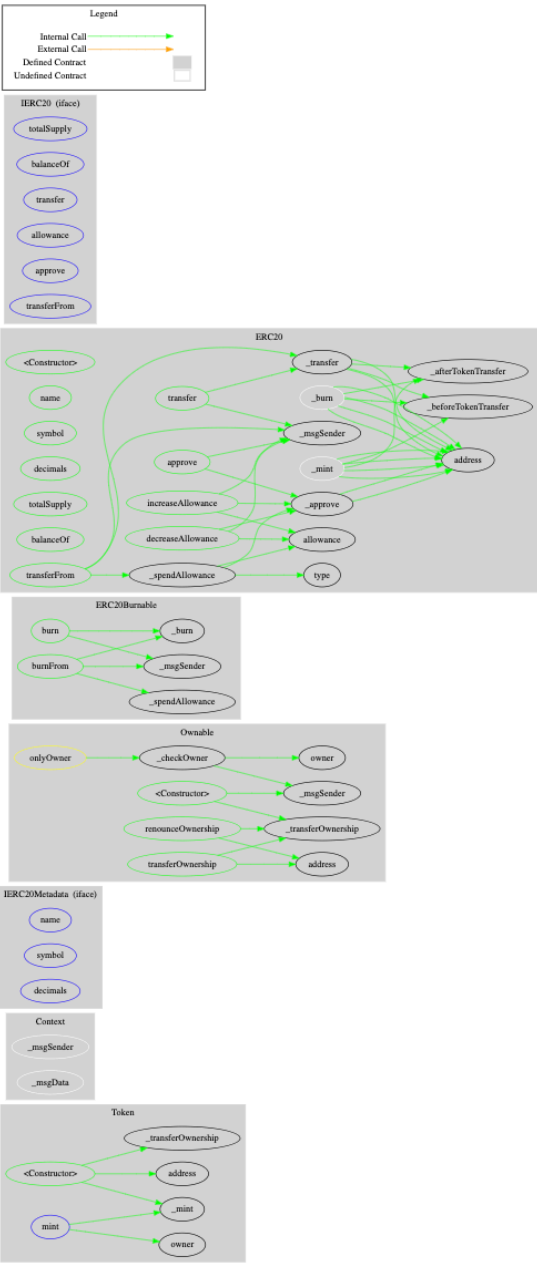 Legend
Internal Call
External Call
Defined Contract
Undefined Contract
IERC20 (iface)
totalSupply
balanceOf
transfer
allowance
approve
transferFrom
ERC20
<Constructor>
name
symbol
decimals
totalSupply
balanceOf
transferFrom
transfer
approve
increaseAllowance
decreaseAllowance
_spendAllowance
_transfer
_burn
_msgSender
_mint
_approve
allowance
type
_afterTokenTransfer
_beforeTokenTransfer
address
ERC20Burnable
burn
burnFrom
_burn
_msgSender
_spendAllowance
Ownable
onlyOwner
_checkOwner
<Constructor>
renounceOwnership
transferOwnership
owner
_msgSender
_transferOwnership
address
IERC20Metadata (iface)
name
symbol
decimals
Context
_msgSender
_msgData
Token
<Constructor>
mint
_transferOwnership
address
_mint
owner